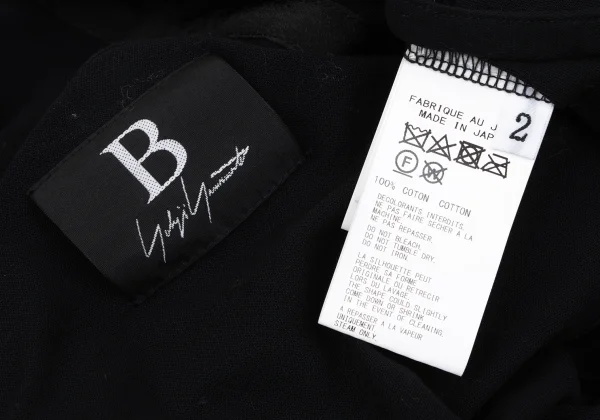 B
Yohji Yamamoto
FABRIQUE AU J
MADE IN JAP
2
F
W
100% COTON COTTON
DECOLORANTS INTERDITS.
NE PAS FAIRE SECHER A LA
MACHINE.
NE PAS REPASSER.
DO NOT BLEACH.
DO NOT TUMBLE DRY.
DO NOT IRON.
LA SILHOUETTE PEUT
PERDRE SA FORME
ORIGINALE OU RETRECIR
LORS DU LAVAGE.
THE SHAPE COULD SLIGHTLY
COME DOWN OR SHRINK
IN THE EVENT OF CLEANING.
A REPASSER A LA VAPEUR
UNIQUEMENT
STEAM ONLY.